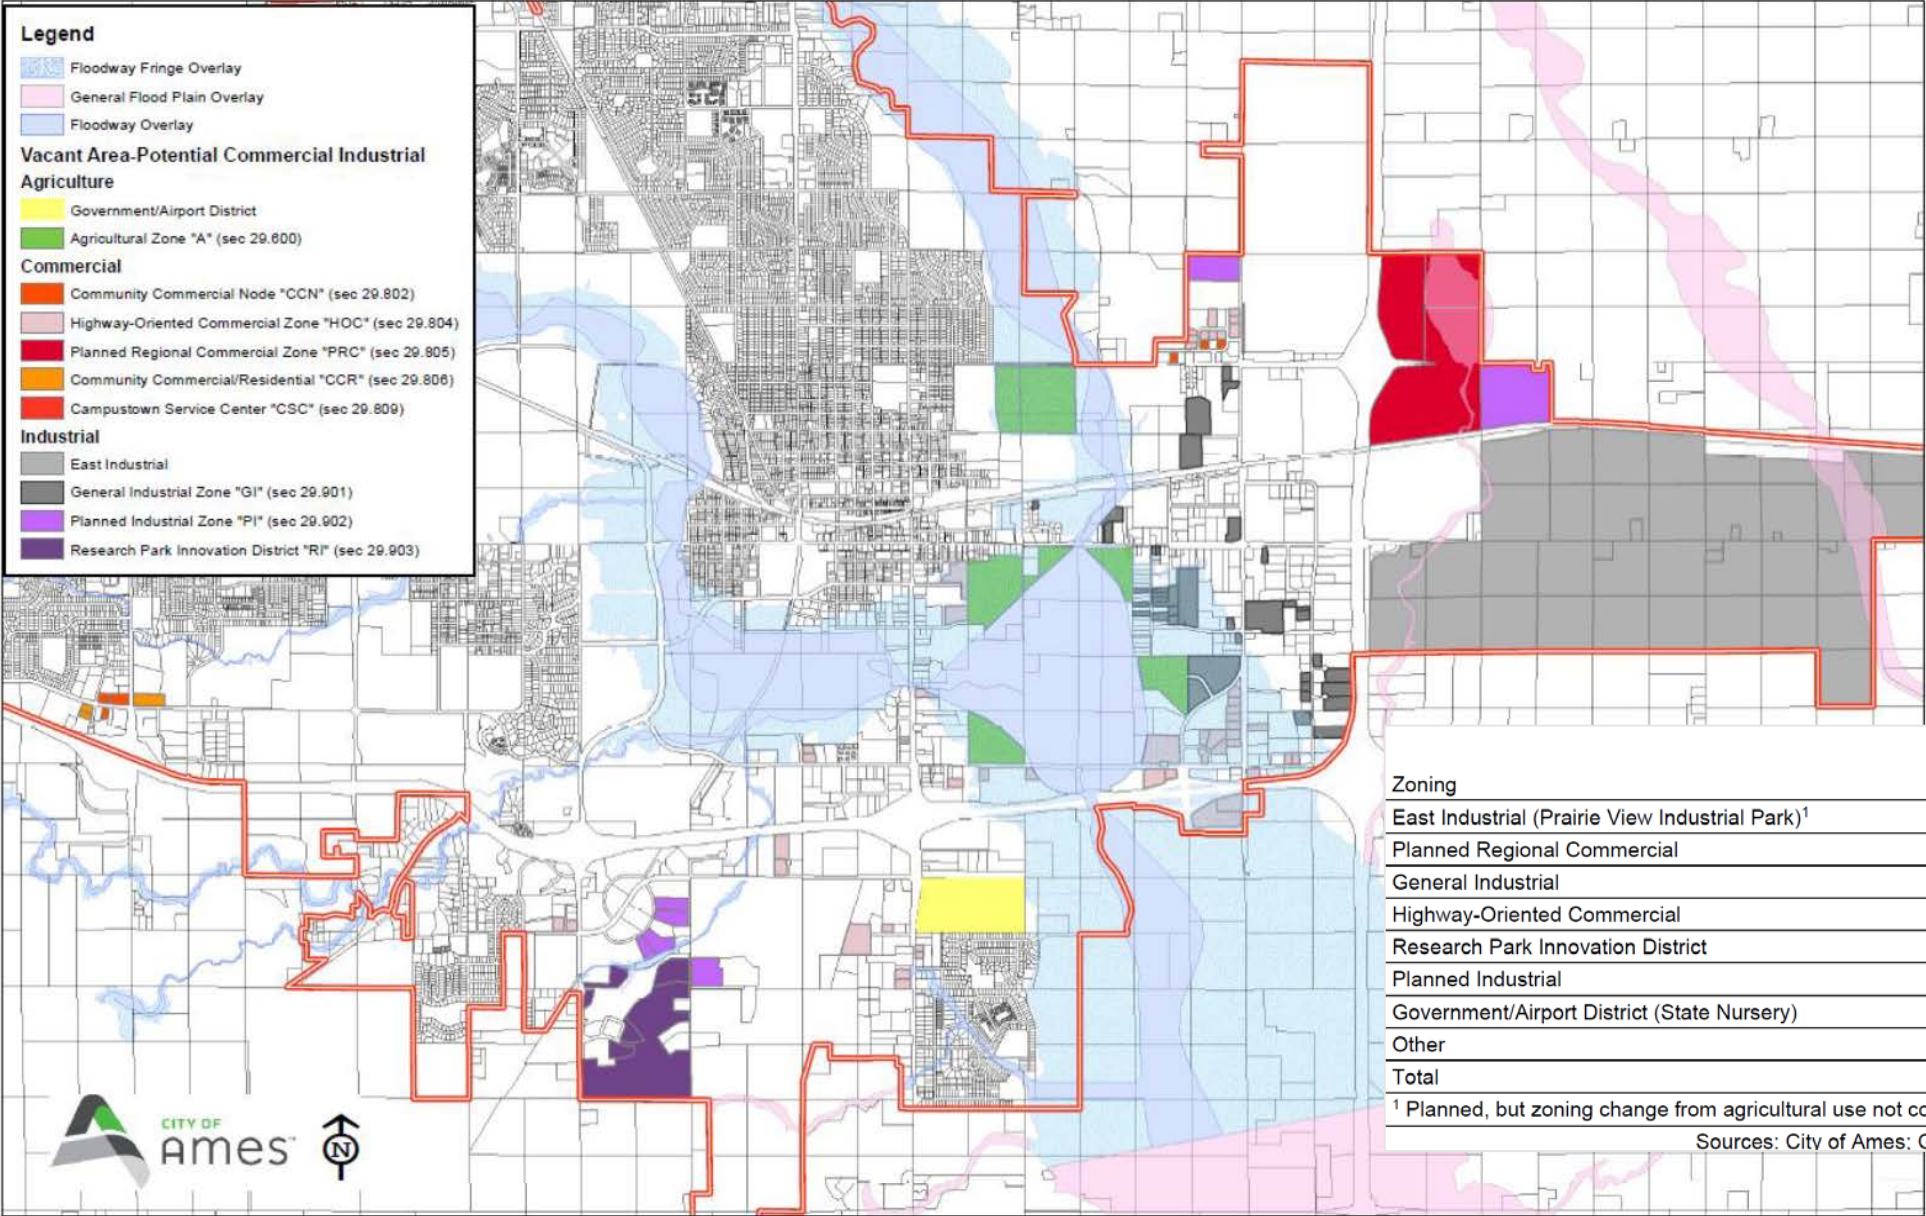 Legend
Floodway Fringe Overlay
General Flood Plain Overlay
Floodway Overlay
Vacant Area-Potential Commercial Industrial
Agriculture
Government/Airport District
Agricultural Zone "A" (sec 29.600)
Commercial
Community Commercial Node "CCN" (sec 29.802)
Highway-Oriented Commercial Zone "HOC" (sec 29.804)
Planned Regional Commercial Zone "PRC" (sec 29.805)
Community Commercial/Residential "CCR" (sec 29.806)
Campustown Service Center "CSC" (sec 29.809)
Industrial
East Industrial
General Industrial Zone "GI" (sec 29.901)
Planned Industrial Zone "PI" (sec 29.902)
Research Park Innovation District "RI" (sec 29.903)
Zoning
East Industrial (Prairie View Industrial Park)¹
Planned Regional Commercial
General Industrial
Highway-Oriented Commercial
Research Park Innovation District
Planned Industrial
Government/Airport District (State Nursery)
Other
Total
¹ Planned, but zoning change from agricultural use not co
Sources: City of Ames; C
CITY OF
Ames™
N